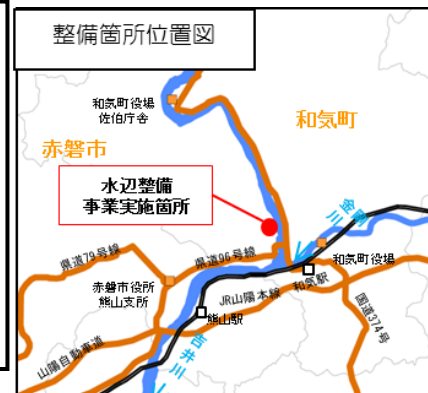 整備箇所位置図
和気町役場
佐伯庁舎
和気町
赤磐市
水辺整備
事業実施箇所
金剛川
県道79号線
県道96号線
和気町役場
赤磐市役所
熊山支所
JR山陽本線
和気駅
熊山駅
国道374号
山陽自動車道
吉井川